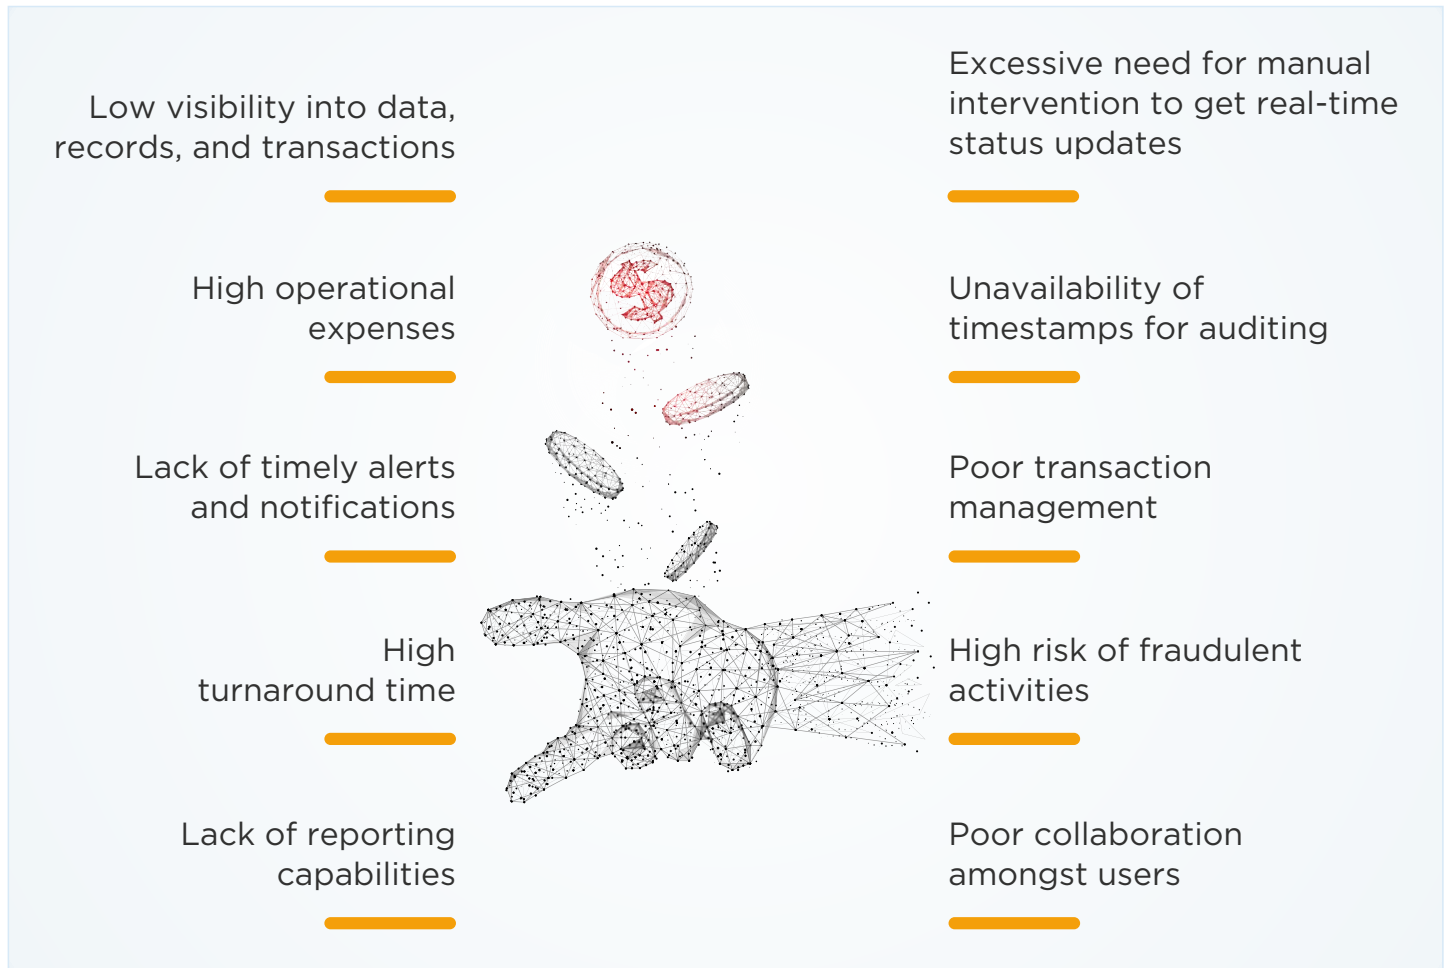 Low visibility into data,
records, and transactions
High operational
expenses
Lack of timely alerts
and notifications
High
turnaround time
Lack of reporting
capabilities
Excessive need for manual
intervention to get real-time
status updates
Unavailability of
timestamps for auditing
Poor transaction
management
High risk of fraudulent
activities
Poor collaboration
amongst users
$